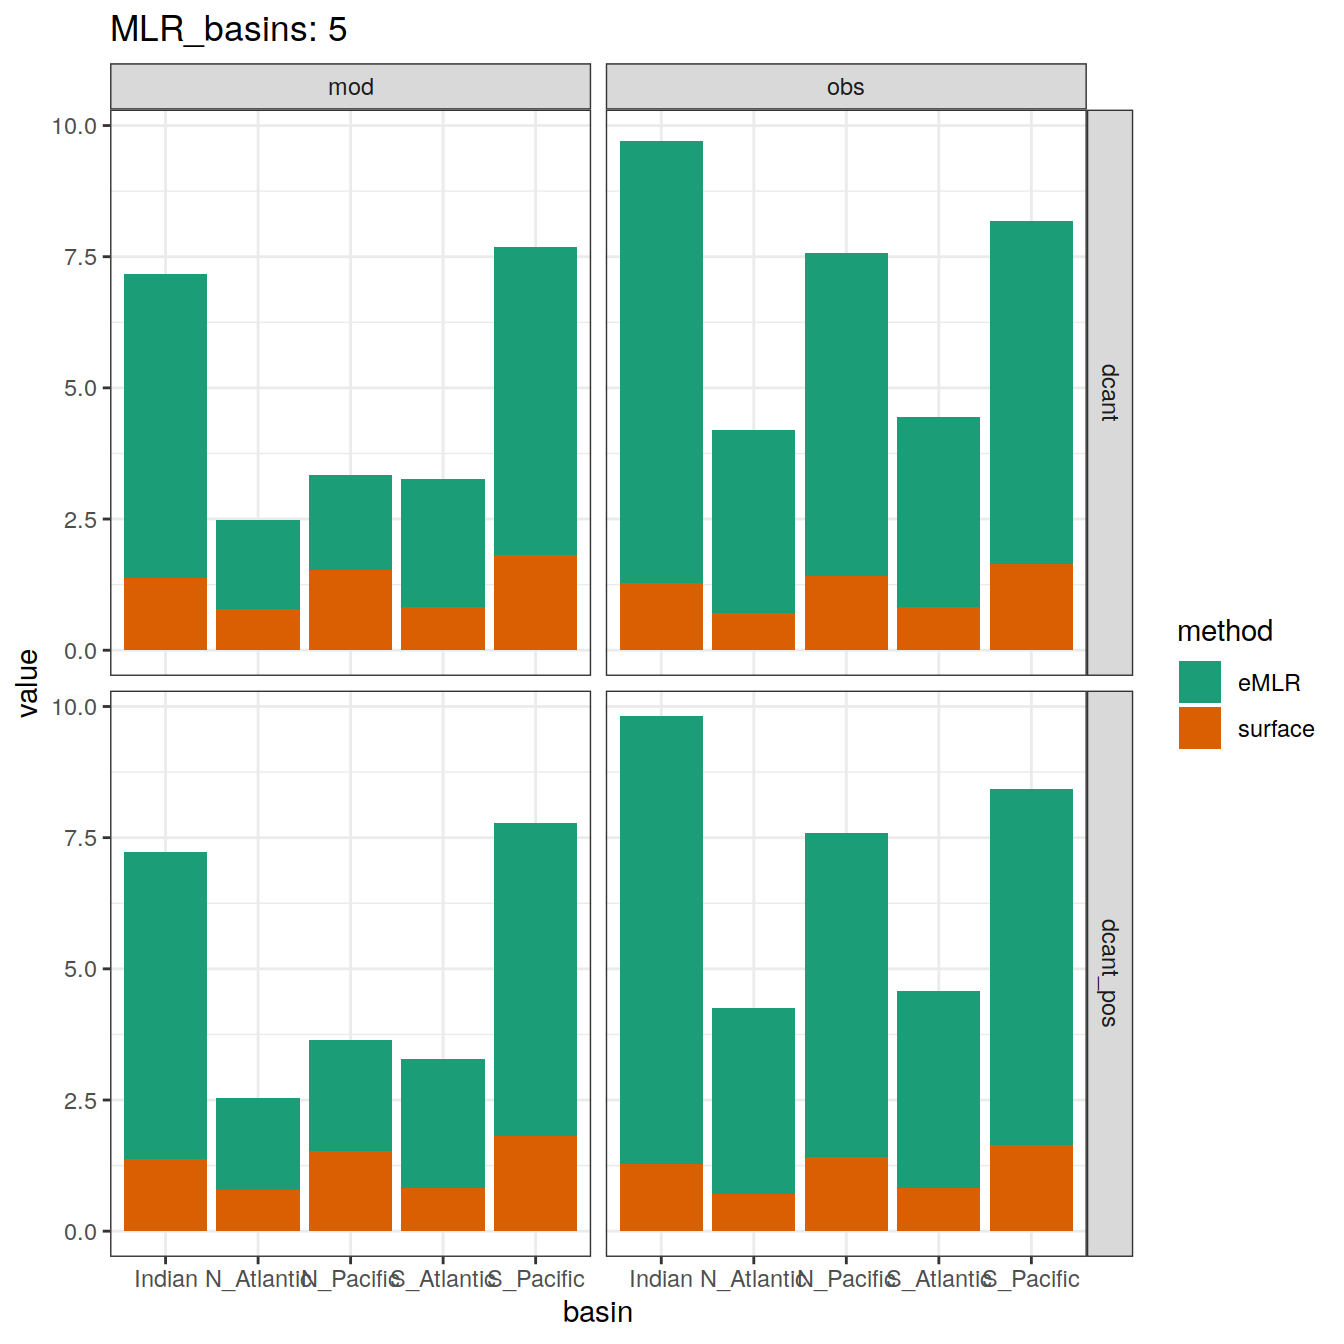 MLR_basins: 5
mod
obs
10.0
7.5
5.0
2.5
0.0
dcant
10.0
7.5
5.0
2.5
0.0
dcant_pos
value
Indian N_Atlantic N_Pacific S_Atlantic S_Pacific
Indian N_Atlantic N_Pacific S_Atlantic S_Pacific
basin
method
eMLR
surface